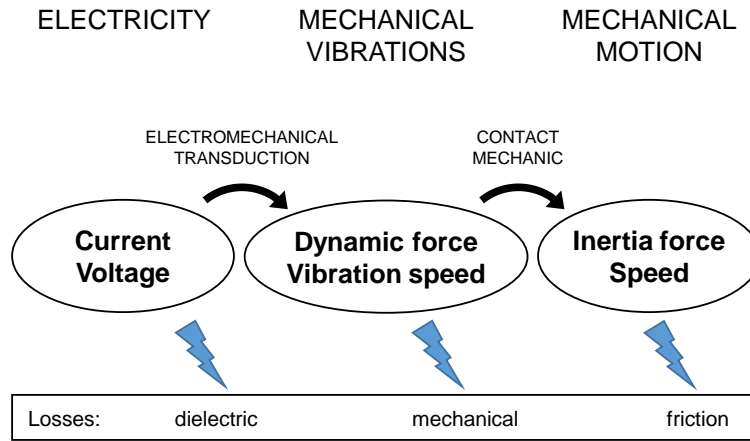 ELECTRICITY
MECHANICAL
VIBRATIONS
MECHANICAL
MOTION
ELECTROMECHANICAL
TRANSDUCTION
CONTACT
MECHANIC
Current
Voltage
Dynamic force
Vibration speed
Inertia force
Speed
Losses: dielectric mechanical friction